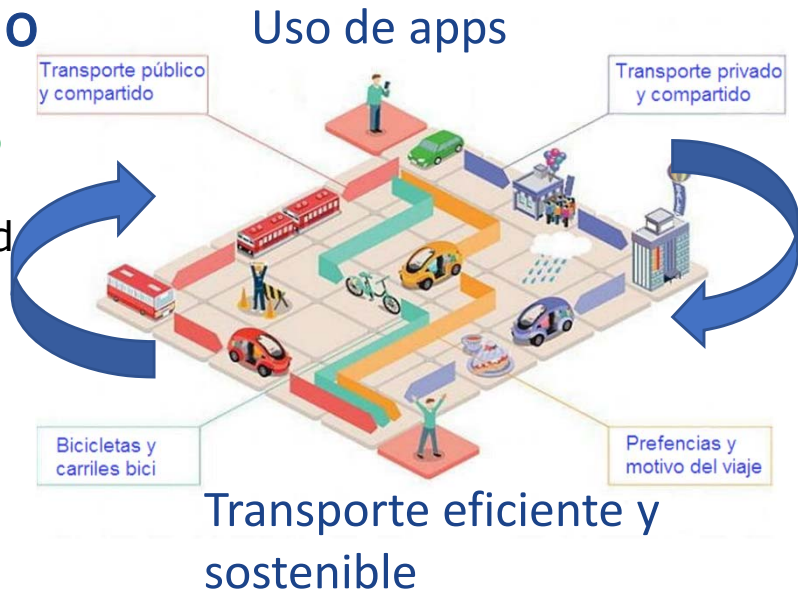 o
Uso de apps
Transporte público
y compartido
Transporte privado
y compartido
d
Bicicletas y
carriles bici
Prefencias y
motivo del viaje
Transporte eficiente y
sostenible